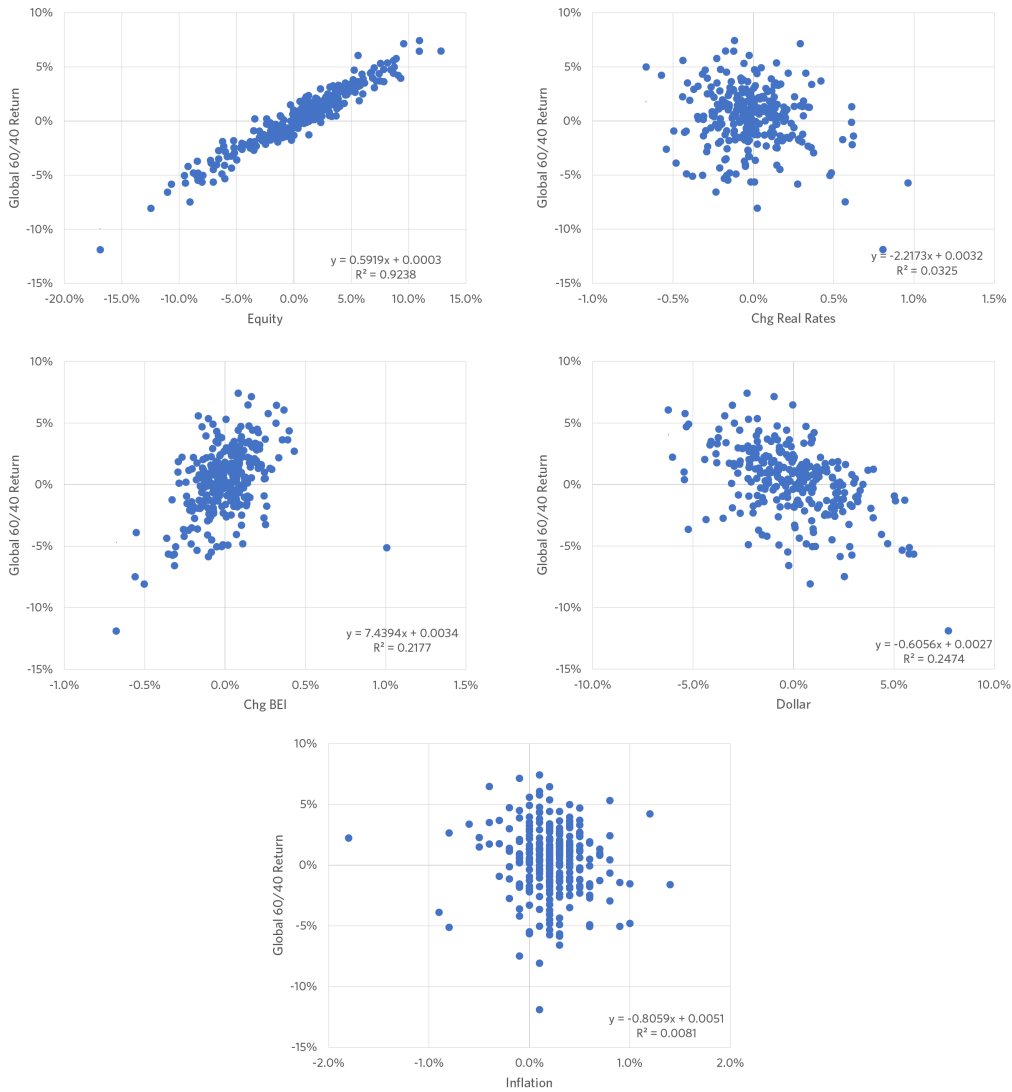 10%
5%
0%
-5%
-10%
-15%
Global 60/40 Return
y = 0.5919x + 0.0003
R² = 0.9238
-20.0% -15.0% -10.0% -5.0% 0.0% 5.0% 10.0% 15.0%
Equity
10%
5%
0%
-5%
-10%
-15%
Global 60/40 Return
y = -2.2173x + 0.0032
R² = 0.0325
-1.0% -0.5% 0.0% 0.5% 1.0% 1.5%
Chg Real Rates
10%
5%
0%
-5%
-10%
-15%
Global 60/40 Return
y = 7.4394x + 0.0034
R² = 0.2177
-1.0% -0.5% 0.0% 0.5% 1.0% 1.5%
Chg BEI
10%
5%
0%
-5%
-10%
-15%
Global 60/40 Return
y = -0.6056x + 0.0027
R² = 0.2474
-10.0% -5.0% 0.0% 5.0% 10.0%
Dollar
10%
5%
0%
-5%
-10%
-15%
Global 60/40 Return
y = -0.8059x + 0.0051
R² = 0.0081
-2.0% -1.0% 0.0% 1.0% 2.0%
Inflation